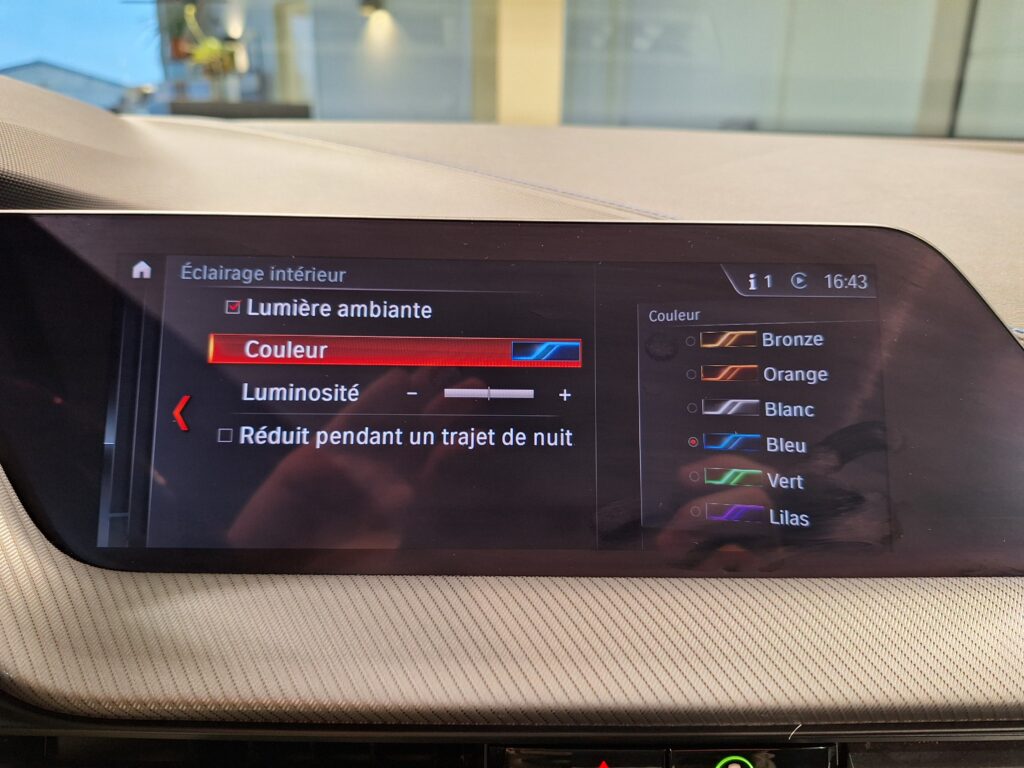 Éclairage intérieur
i 1 16:43
Lumière ambiante
Couleur
Luminosité - +
Réduit pendant un trajet de nuit
Couleur
Bronze
Orange
Blanc
Bleu
Vert
Lilas